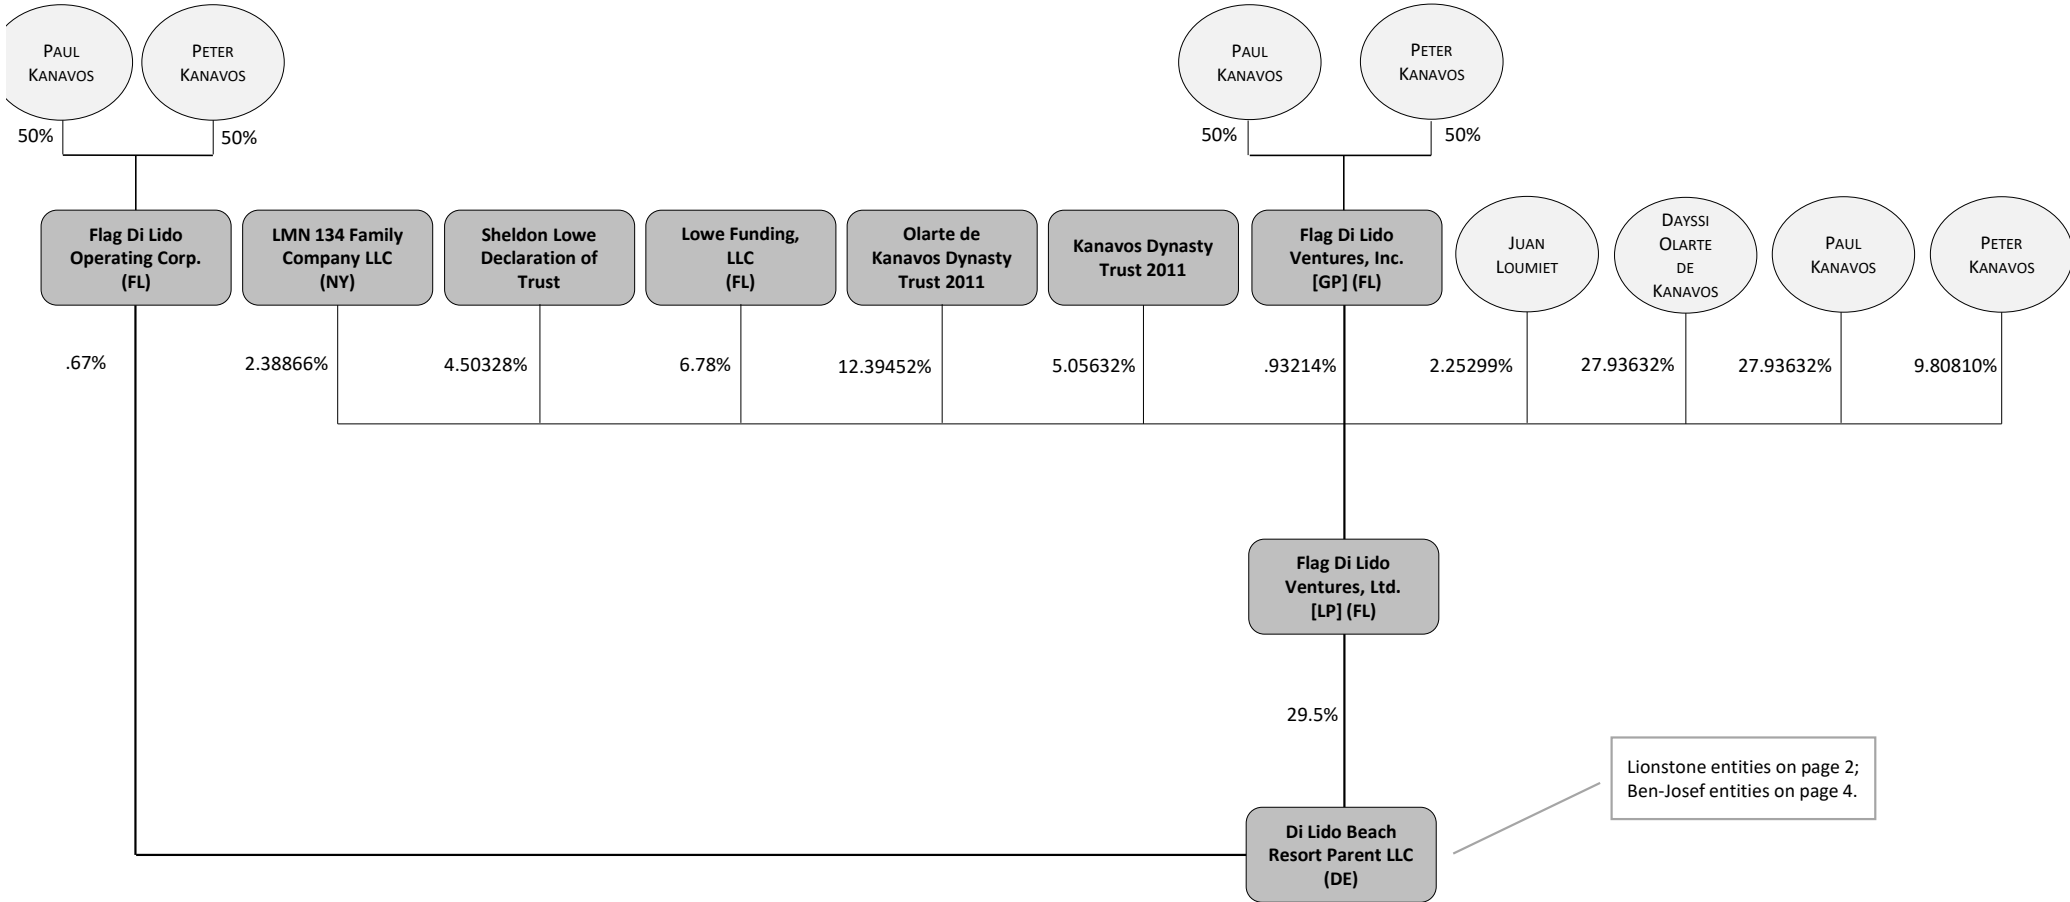 PAUL
KANAVOS
PETER
KANAVOS
PAUL
KANAVOS
PETER
KANAVOS
50%
50%
50%
50%
Flag Di Lido
Operating Corp.
(FL)
LMN 134 Family
Company LLC
(NY)
Sheldon Lowe
Declaration of
Trust
Lowe Funding,
LLC
(FL)
Olarte de
Kanavos Dynasty
Trust 2011
Kanavos Dynasty
Trust 2011
Flag Di Lido
Ventures, Inc.
[GP] (FL)
JUAN
LOUMIET
DAYSSI
OLARTE
DE
KANAVOS
PAUL
KANAVOS
PETER
KANAVOS
.67%
2.38866%
4.50328%
6.78%
12.39452%
5.05632%
.93214%
2.25299%
27.93632%
27.93632%
9.80810%
Flag Di Lido
Ventures, Ltd.
[LP] (FL)
29.5%
Lionstone entities on page 2;
Ben-Josef entities on page 4.
Di Lido Beach
Resort Parent LLC
(DE)